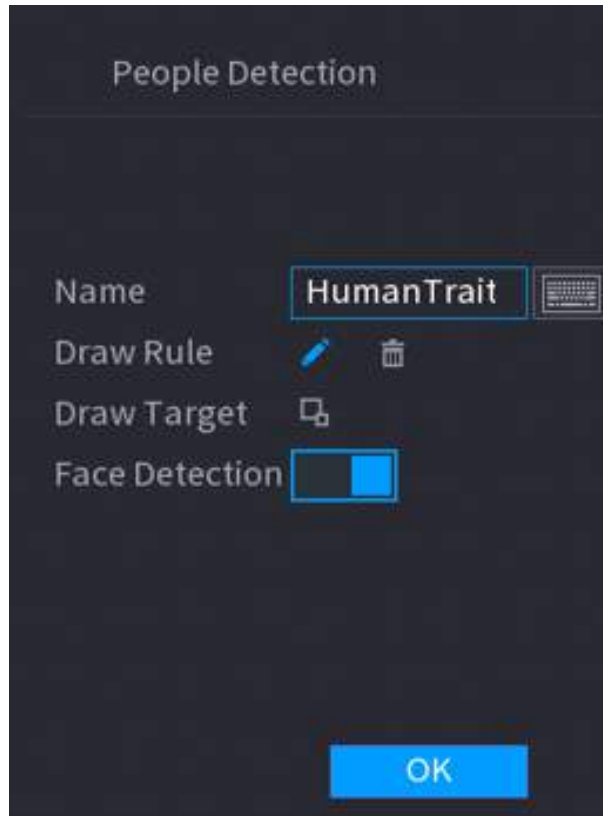 People Detection
Name HumanTrait
Draw Rule
Draw Target
Face Detection
OK